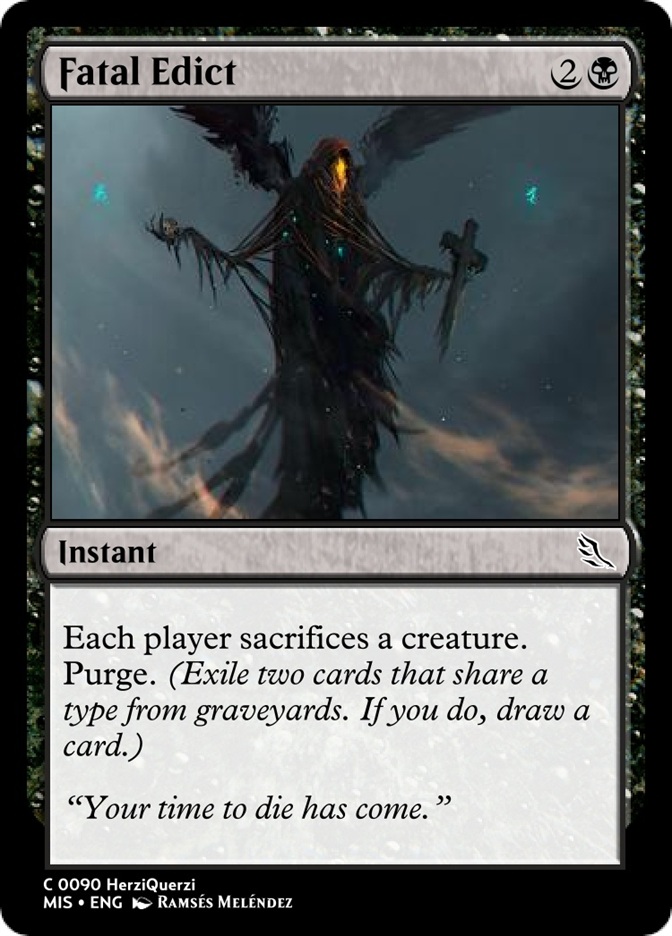 Fatal Edict 2
Instant
Each player sacrifices a creature.
Purge. (Exile two cards that share a
type from graveyards. If you do, draw a
card.)
“Your time to die has come.”
C 0090 HerziQuerzi
MIS • ENG Ramsés Meléndez